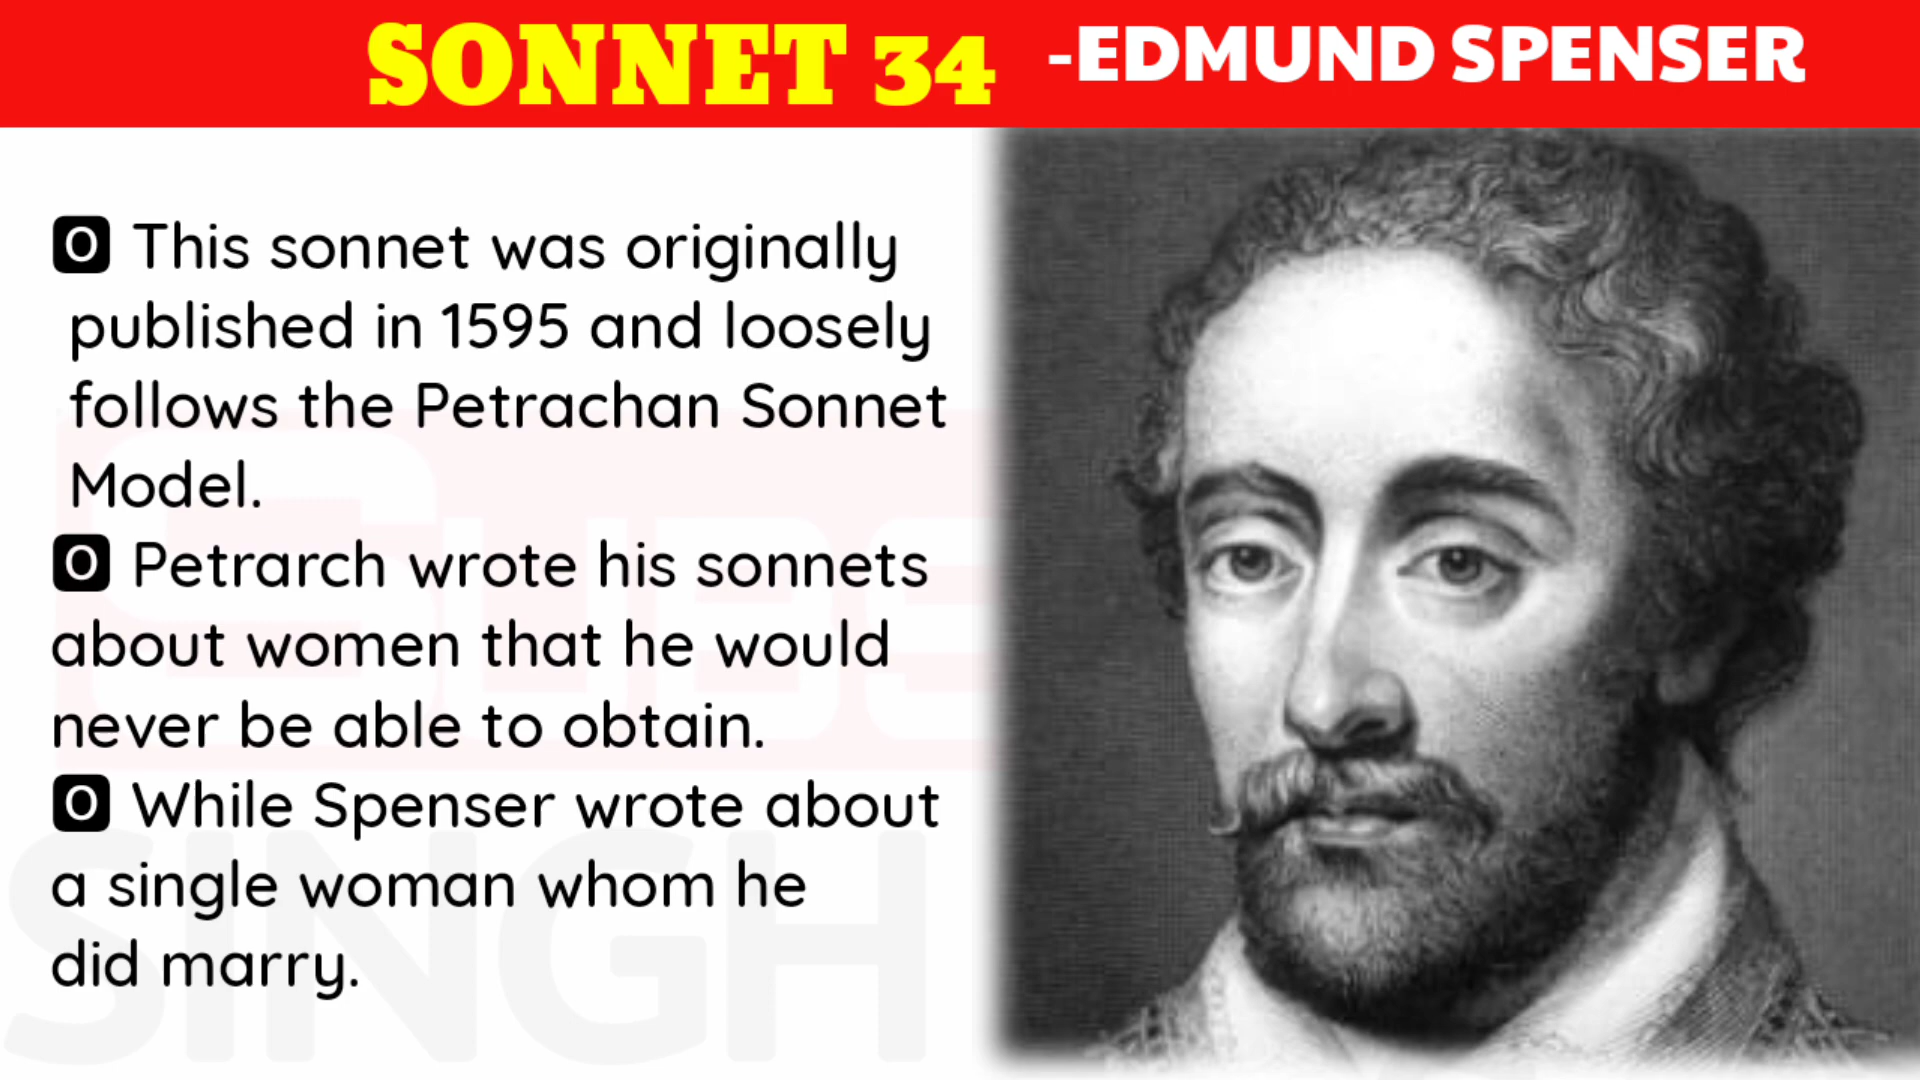 SONNET 34 -EDMUND SPENSER
O This sonnet was originally
published in 1595 and loosely
follows the Petrachan Sonnet
Model.
O Petrarch wrote his sonnets
about women that he would
never be able to obtain.
O While Spenser wrote about
a single woman whom he
did marry.
SUBS
SINGH